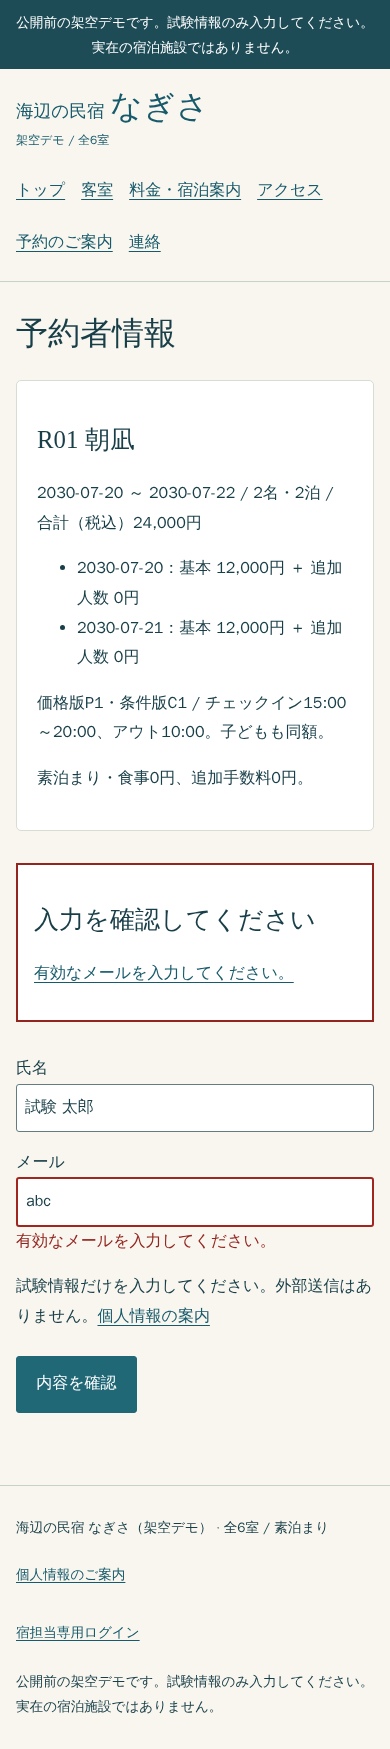 公開前の架空デモです。試験情報のみ入力してください。
実在の宿泊施設ではありません。
海辺の民宿 なぎさ
架空デモ / 全6室
トップ 客室 料金・宿泊案内 アクセス
予約のご案内 連絡
予約者情報
R01 朝凪
2030-07-20 ～ 2030-07-22 / 2名・2泊 /
合計（税込）24,000円
• 2030-07-20：基本 12,000円 ＋ 追加
人数 0円
• 2030-07-21：基本 12,000円 ＋ 追加
人数 0円
価格版P1・条件版C1 / チェックイン15:00
～20:00、アウト10:00。子どもも同額。
素泊まり・食事0円、追加手数料0円。
入力を確認してください
有効なメールを入力してください。
氏名
試験 太郎
メール
abc
有効なメールを入力してください。
試験情報だけを入力してください。外部送信はあ
りません。個人情報の案内
内容を確認
海辺の民宿 なぎさ（架空デモ） · 全6室 / 素泊まり
個人情報のご案内
宿担当専用ログイン
公開前の架空デモです。試験情報のみ入力してください。
実在の宿泊施設ではありません。